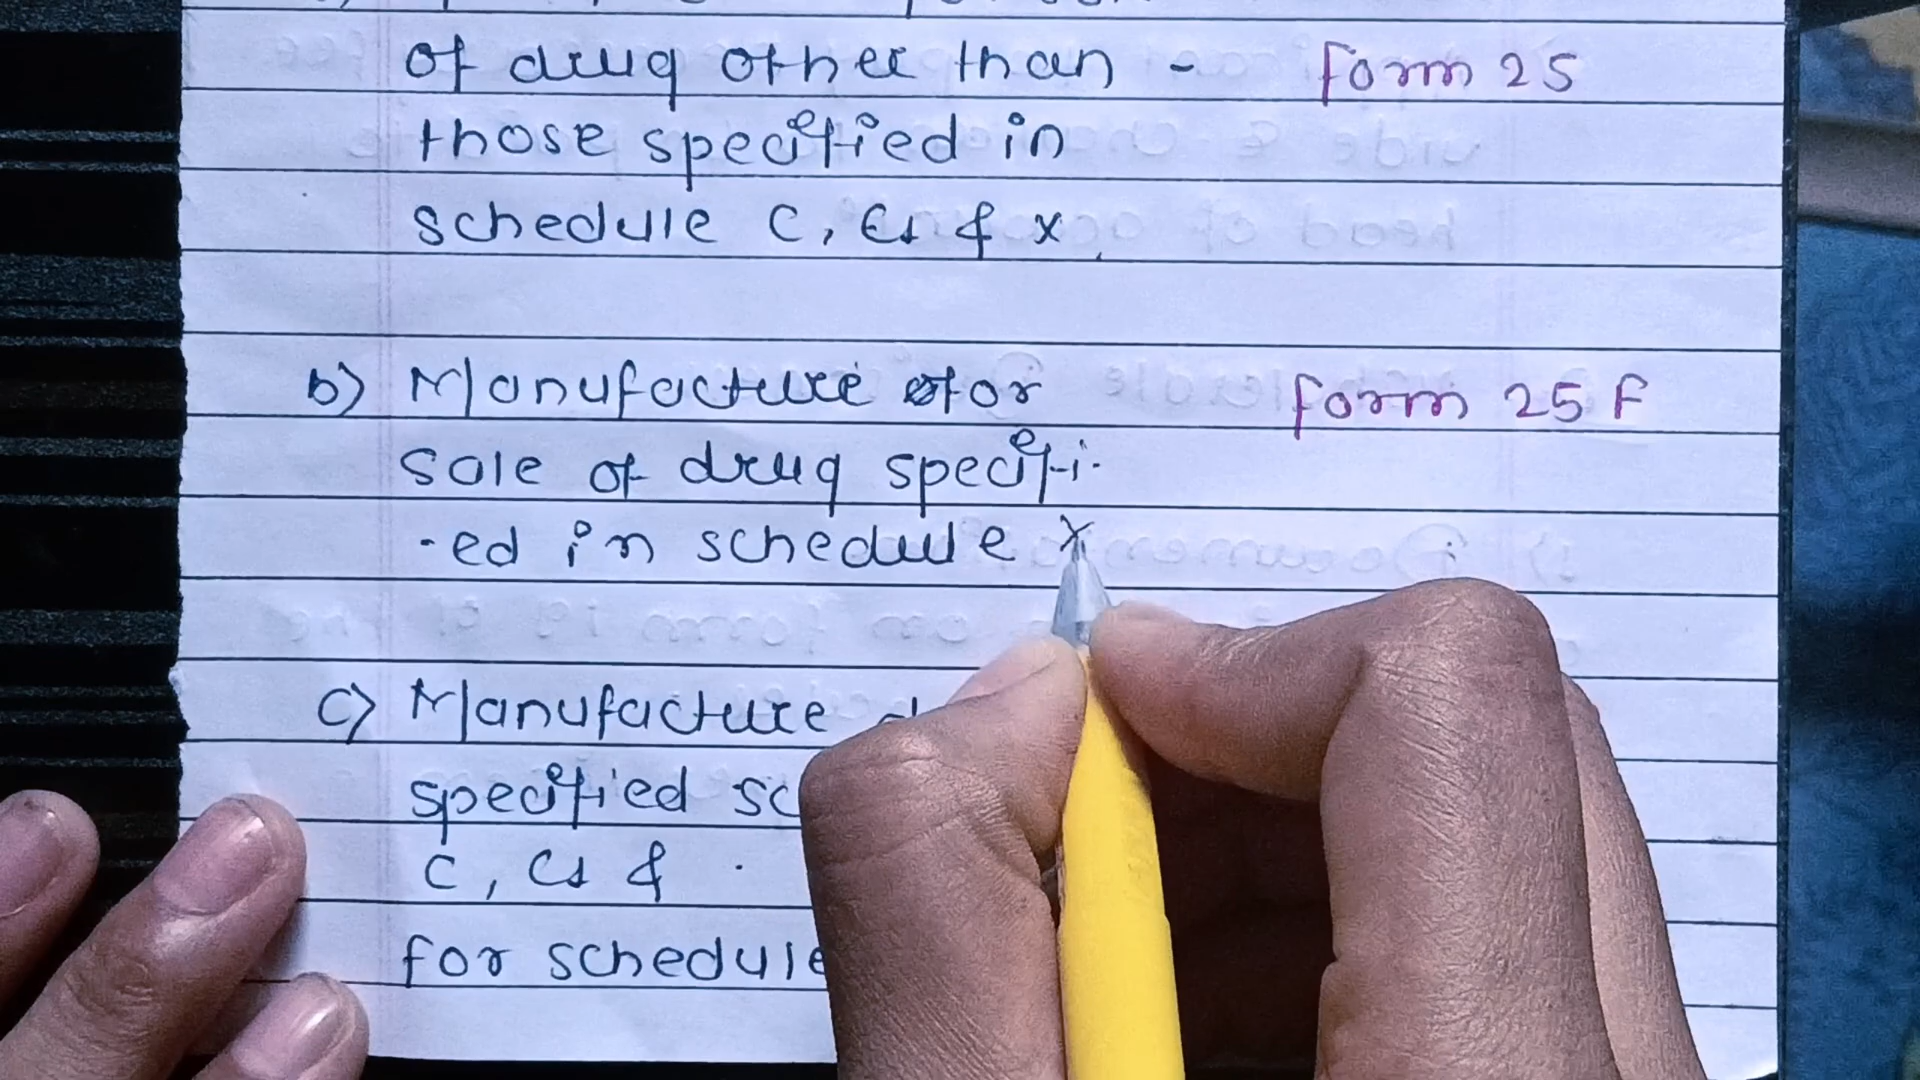 of drug other than - form 25
those specified in
schedule C, C1 & x
b) Manufacture for form 25 F
sale of drug specifi-
-ed in schedule X
c) Manufacture
specified
C, C1 &
for schedule